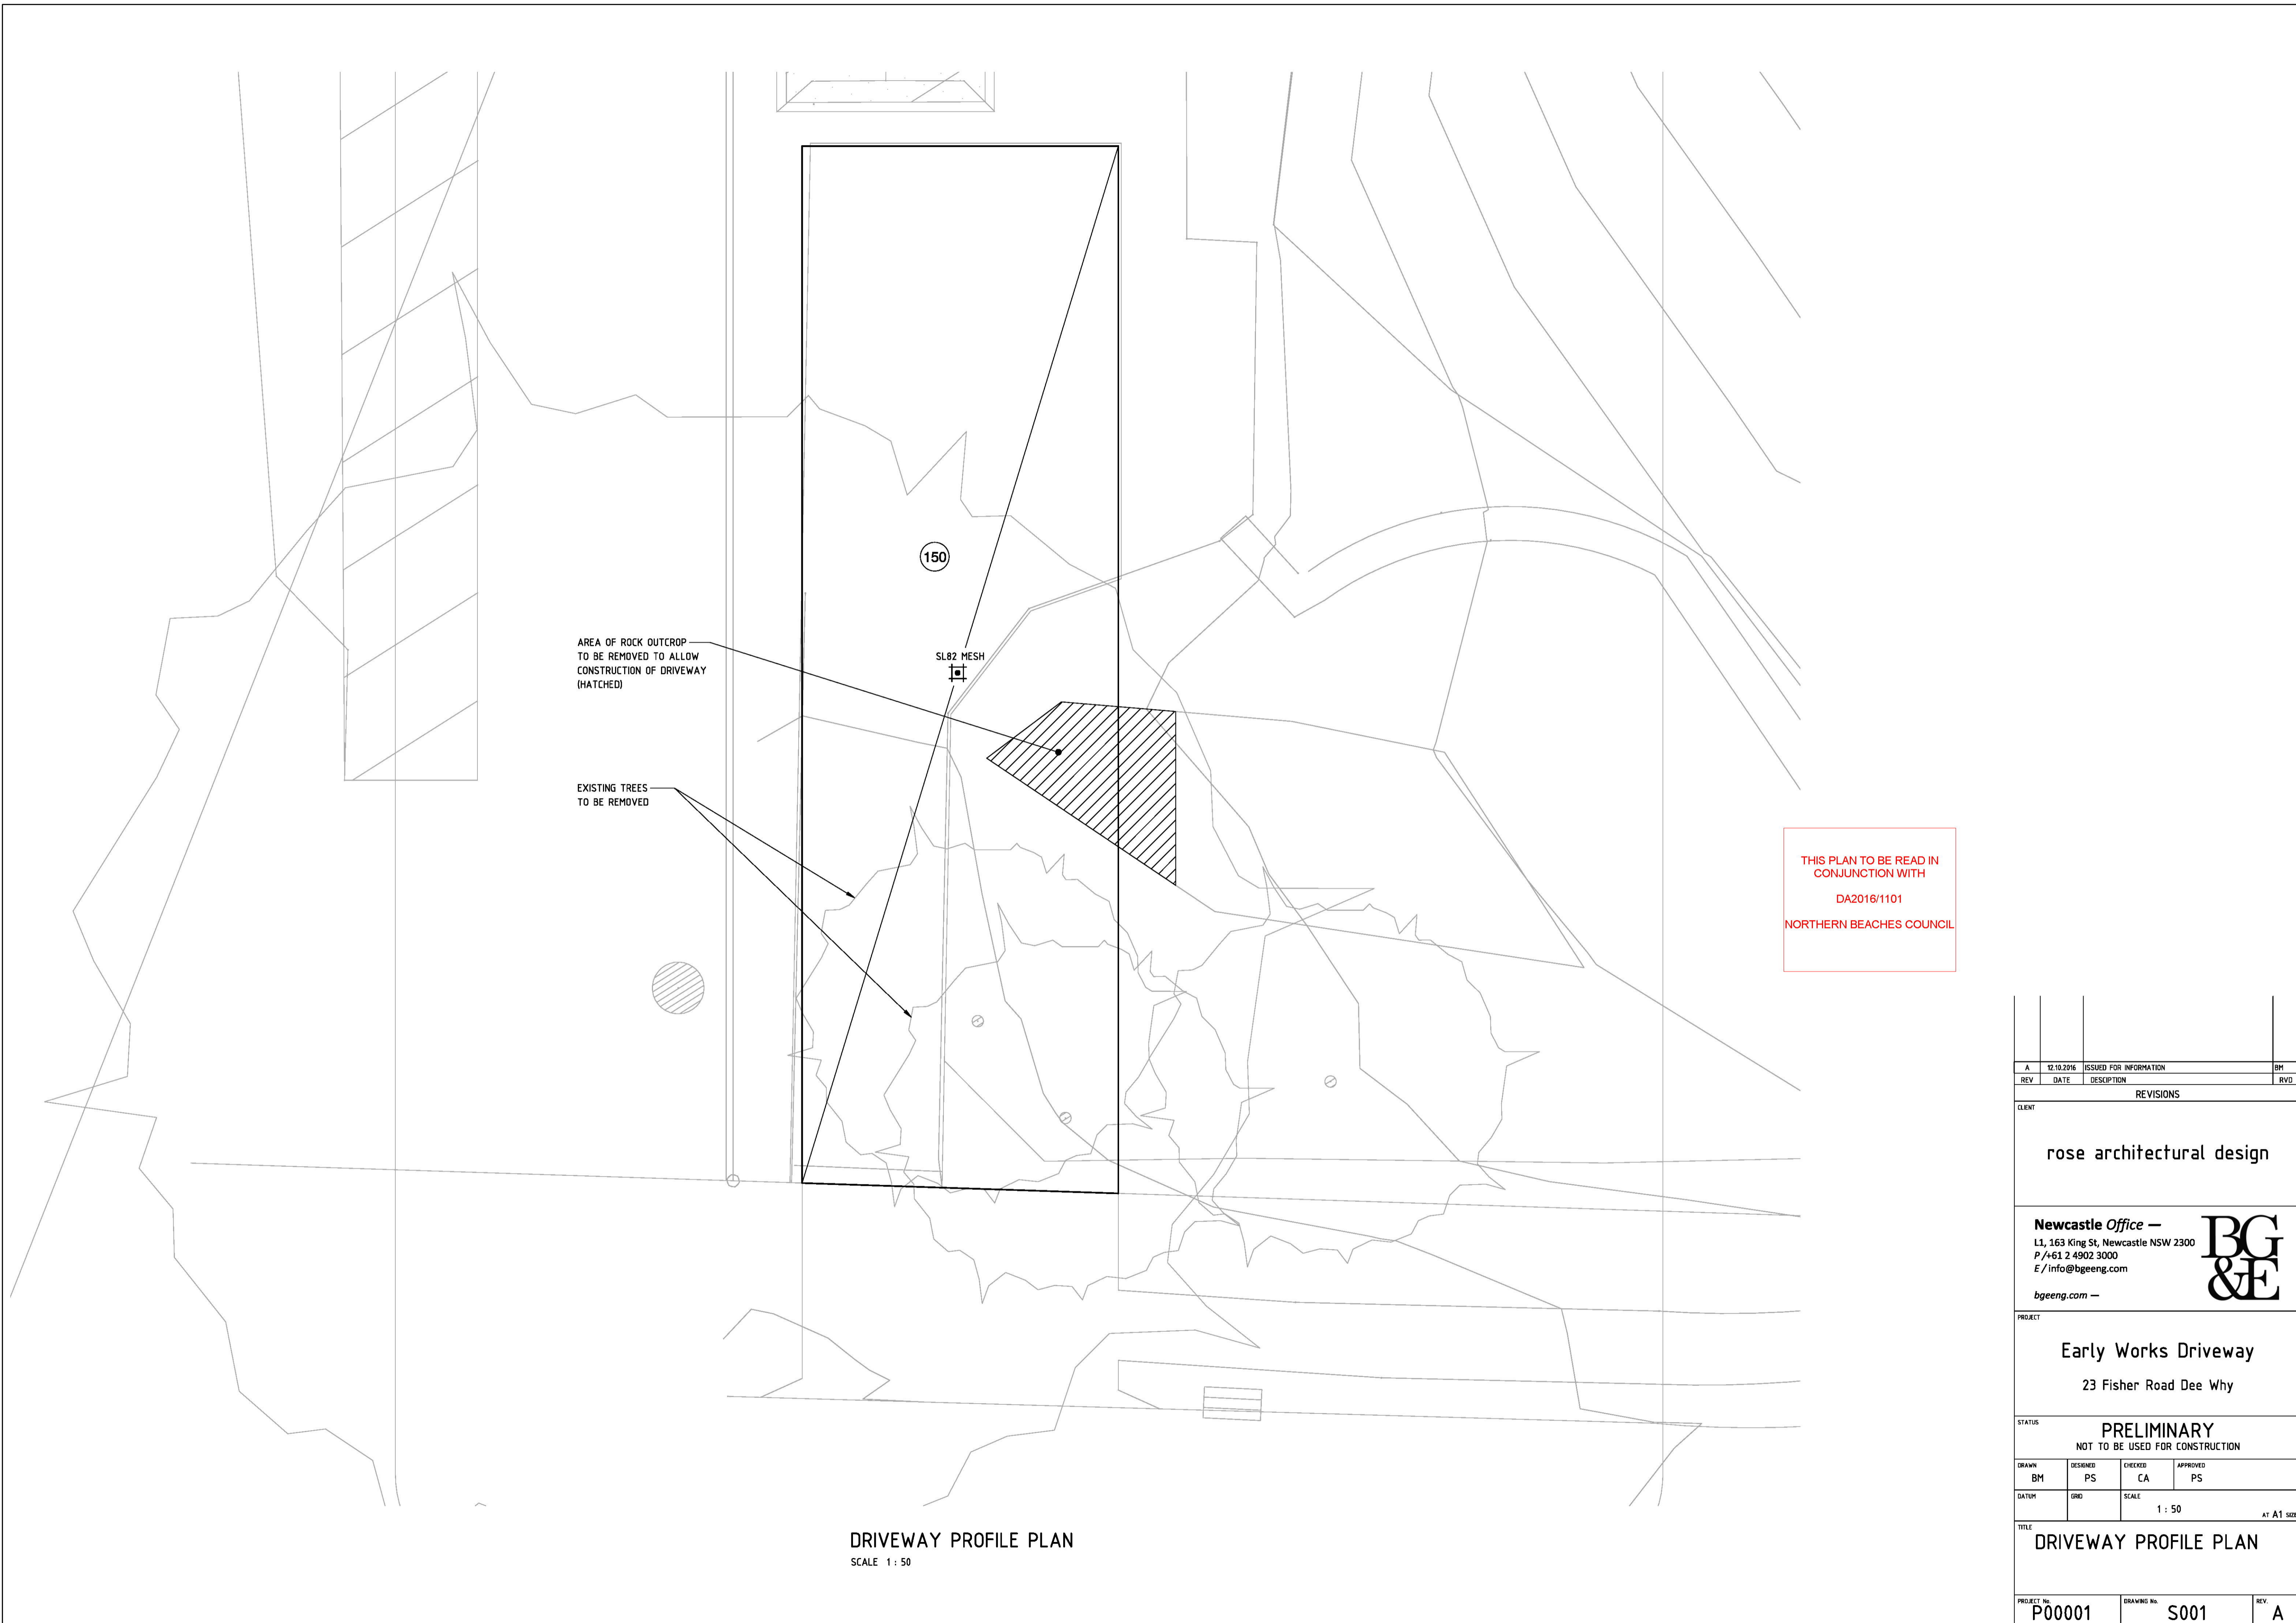 150
AREA OF ROCK OUTCROP
TO BE REMOVED TO ALLOW
CONSTRUCTION OF DRIVEWAY
(HATCHED)
SL82 MESH
EXISTING TREES
TO BE REMOVED
THIS PLAN TO BE READ IN
CONJUNCTION WITH
DA2016/1101
NORTHERN BEACHES COUNCIL
DRIVEWAY PROFILE PLAN
SCALE 1 : 50
A 12.10.2016 ISSUED FOR INFORMATION BM
REV DATE DESCIPTION RVD
REVISIONS
CLIENT
rose architectural design
Newcastle Office —
L1, 163 King St, Newcastle NSW 2300
P /+61 2 4902 3000
E / info@bgeeng.com
bgeeng.com —
BG
&E
PROJECT
Early Works Driveway
23 Fisher Road Dee Why
STATUS
PRELIMINARY
NOT TO BE USED FOR CONSTRUCTION
DRAWN DESIGNED CHECKED APPROVED
BM PS CA PS
DATUM GRID SCALE
1 : 50
AT A1 SIZE
TITLE
DRIVEWAY PROFILE PLAN
PROJECT No. DRAWING No. REV.
P00001 S001 A